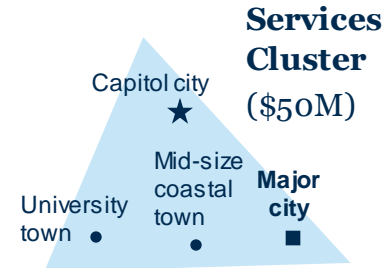 Services
Cluster
($50M)
Capitol city
Mid-size
coastal
town
Major
city
University
town